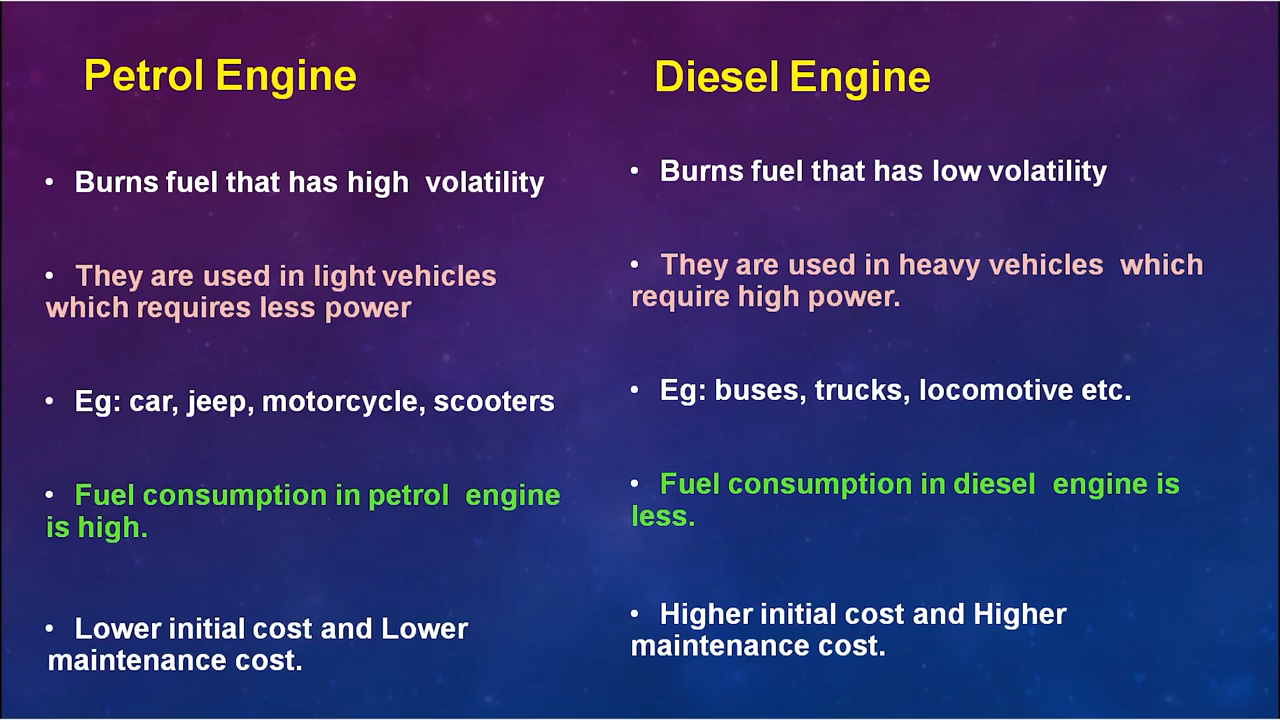 Petrol Engine
• Burns fuel that has high  volatility
• They are used in light vehicles
which requires less power
• Eg: car, jeep, motorcycle, scooters
• Fuel consumption in petrol  engine
is high.
• Lower initial cost and Lower
maintenance cost.
Diesel Engine
• Burns fuel that has low volatility
• They are used in heavy vehicles  which
require high power.
• Eg: buses, trucks, locomotive etc.
• Fuel consumption in diesel  engine is
less.
• Higher initial cost and Higher
maintenance cost.